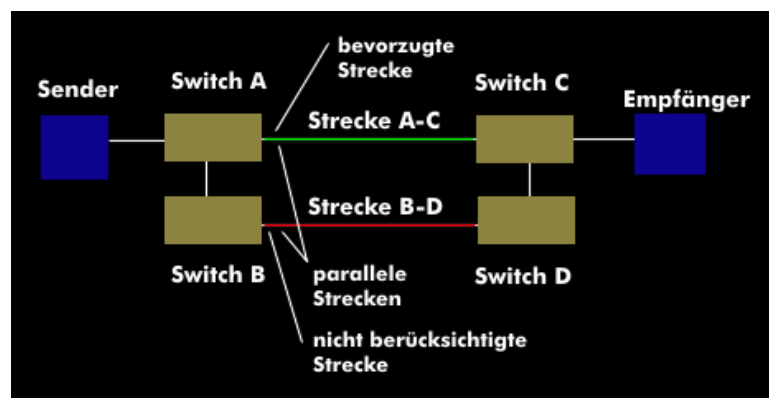 bevorzugte
Strecke
Sender
Switch A
Switch C
Empfänger
Strecke A-C
Strecke B-D
Switch B
parallele
Strecken
Switch D
nicht berücksichtigte
Strecke